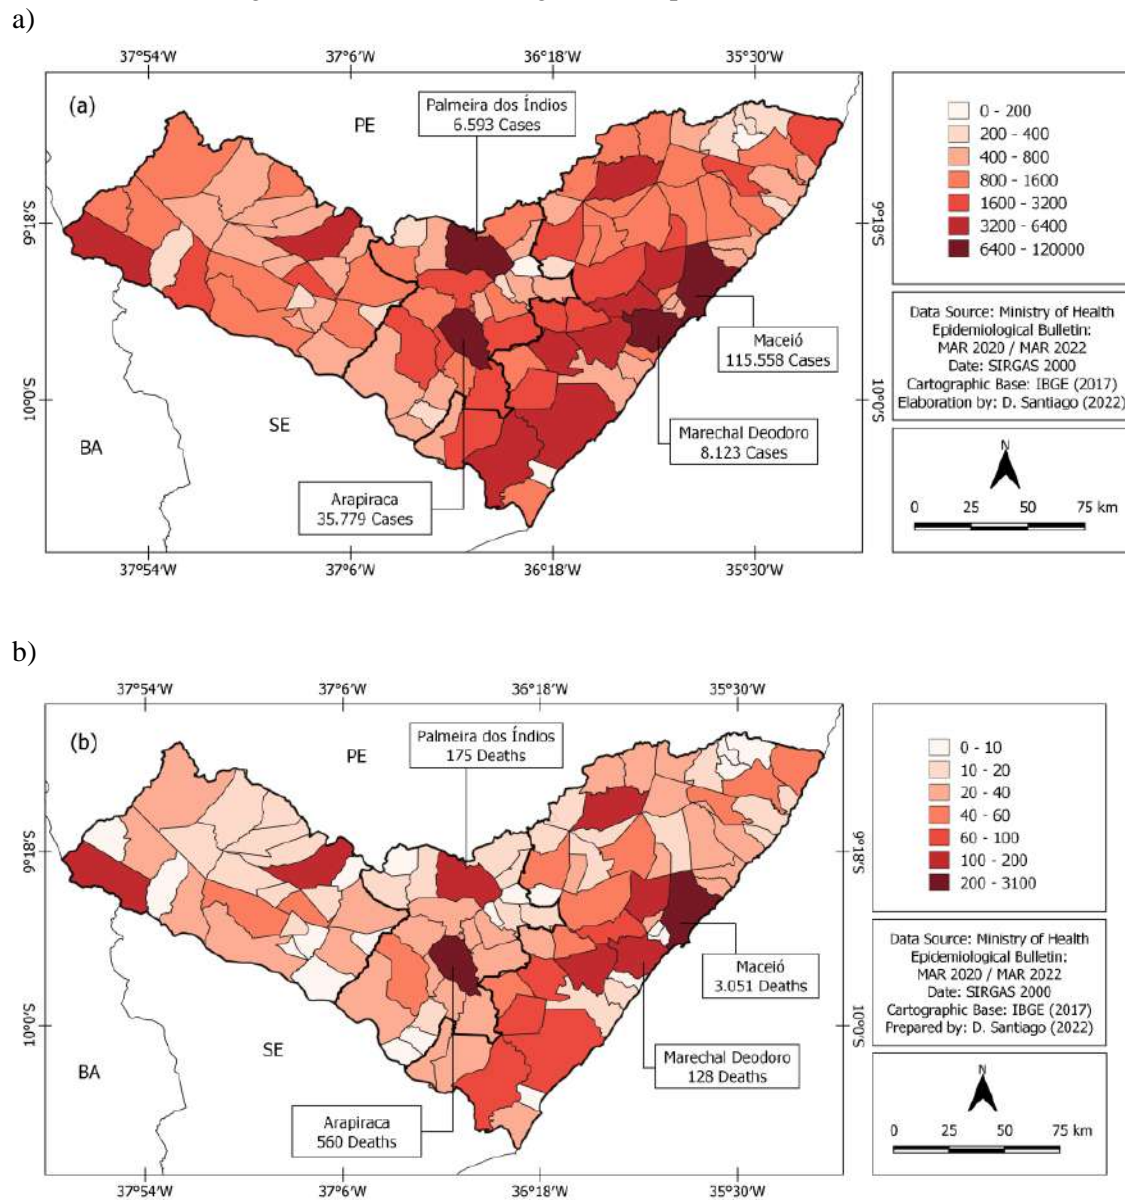 a)
37°54'W 37°6'W 36°18'W 35°30'W
(a)
PE
Palmeira dos Índios
6.593 Cases
9°18'S
9°18'S
Maceió
115.558 Cases
10°0'S
10°0'S
SE
BA
Marechal Deodoro
8.123 Cases
Arapiraca
35.779 Cases
37°54'W 37°6'W 36°18'W 35°30'W
0 - 200
200 - 400
400 - 800
800 - 1600
1600 - 3200
3200 - 6400
6400 - 120000
Data Source: Ministry of Health
Epidemiological Bulletin:
MAR 2020 / MAR 2022
Date: SIRGAS 2000
Cartographic Base: IBGE (2017)
Elaboration by: D. Santiago (2022)
N
0 25 50 75 km
b)
37°54'W 37°6'W 36°18'W 35°30'W
(b)
PE
Palmeira dos Índios
175 Deaths
9°18'S
9°18'S
Maceió
3.051 Deaths
10°0'S
10°0'S
SE
BA
Marechal Deodoro
128 Deaths
Arapiraca
560 Deaths
37°54'W 37°6'W 36°18'W 35°30'W
0 - 10
10 - 20
20 - 40
40 - 60
60 - 100
100 - 200
200 - 3100
Data Source: Ministry of Health
Epidemiological Bulletin:
MAR 2020 / MAR 2022
Date: SIRGAS 2000
Cartographic Base: IBGE (2017)
Prepared by: D. Santiago (2022)
N
0 25 50 75 km